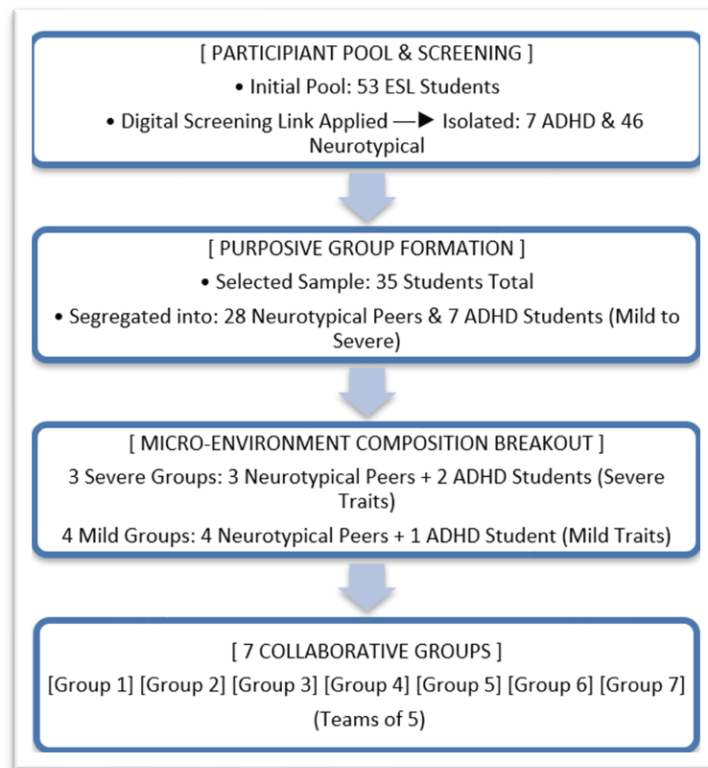 [ PARTICIPIANT POOL & SCREENING ]
• Initial Pool: 53 ESL Students
• Digital Screening Link Applied —► Isolated: 7 ADHD & 46
Neurotypical
[ PURPOSIVE GROUP FORMATION ]
• Selected Sample: 35 Students Total
• Segregated into: 28 Neurotypical Peers & 7 ADHD Students (Mild to
Severe)
[ MICRO-ENVIRONMENT COMPOSITION BREAKOUT ]
3 Severe Groups: 3 Neurotypical Peers + 2 ADHD Students (Severe
Traits)
4 Mild Groups: 4 Neurotypical Peers + 1 ADHD Student (Mild Traits)
[ 7 COLLABORATIVE GROUPS ]
[Group 1] [Group 2] [Group 3] [Group 4] [Group 5] [Group 6] [Group 7]
(Teams of 5)